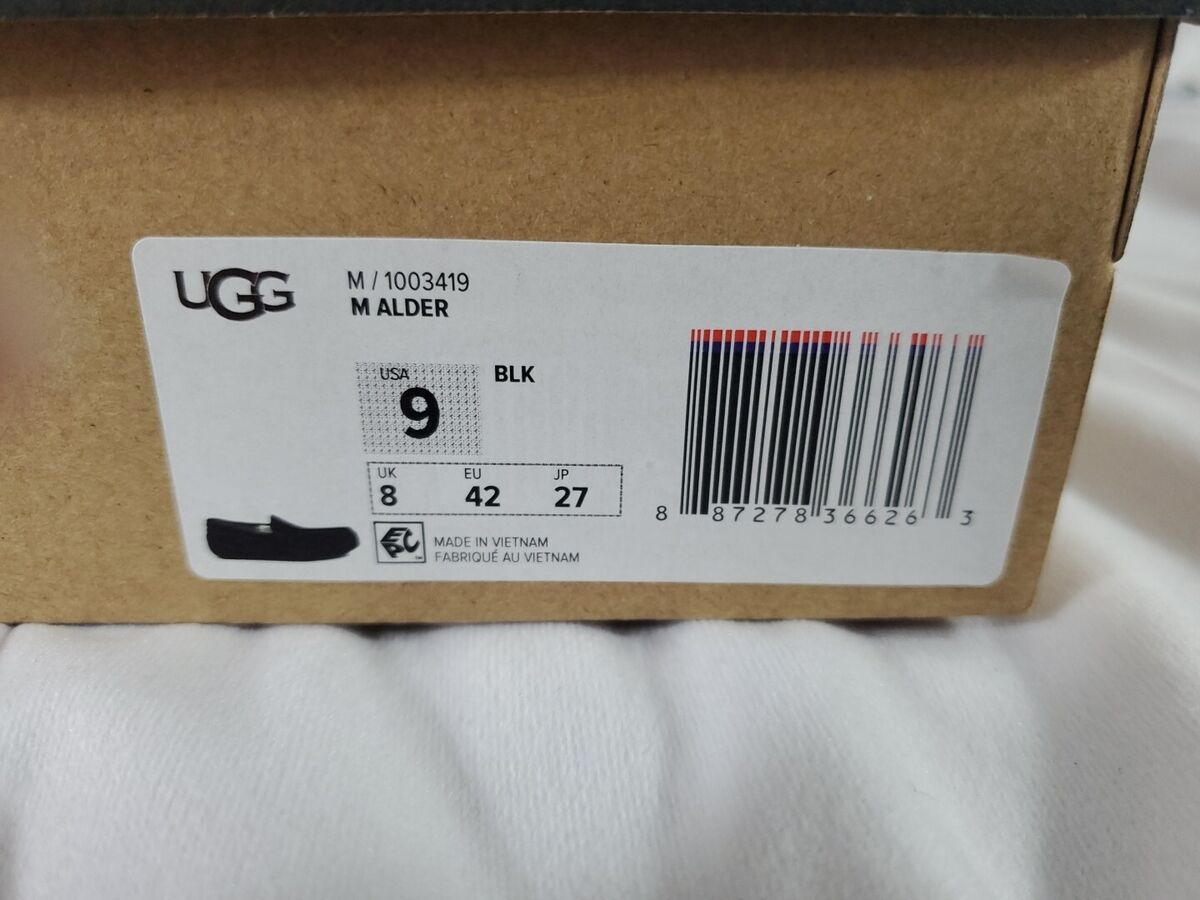 UGG
M / 1003419
M ALDER
USA
9
BLK
UK EU JP
8 42 27
8 87278 36626 3
EPC
MADE IN VIETNAM
FABRIQUÉ AU VIETNAM